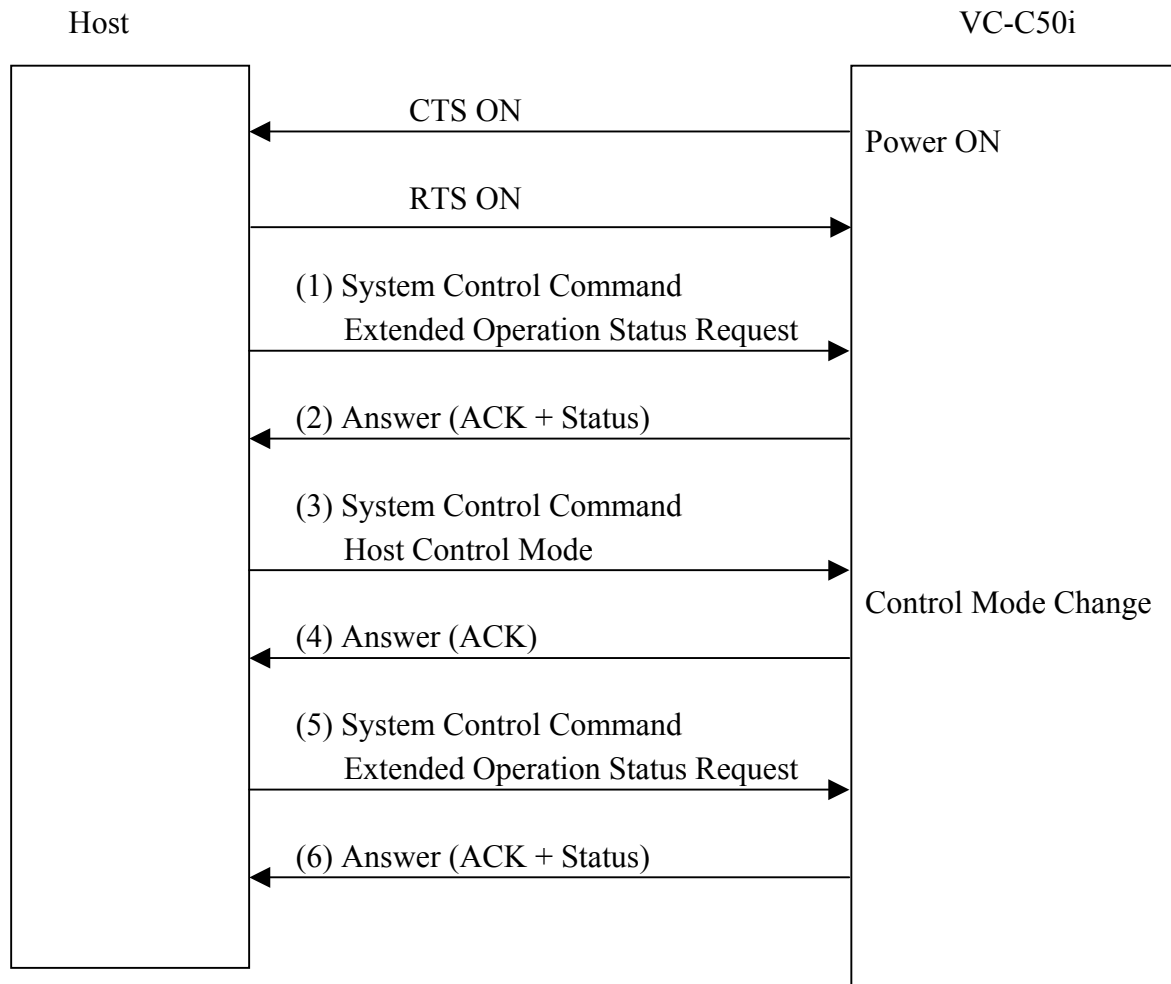 Host
VC-C50i
CTS ON
Power ON
RTS ON
(1) System Control Command
Extended Operation Status Request
(2) Answer (ACK + Status)
(3) System Control Command
Host Control Mode
Control Mode Change
(4) Answer (ACK)
(5) System Control Command
Extended Operation Status Request
(6) Answer (ACK + Status)